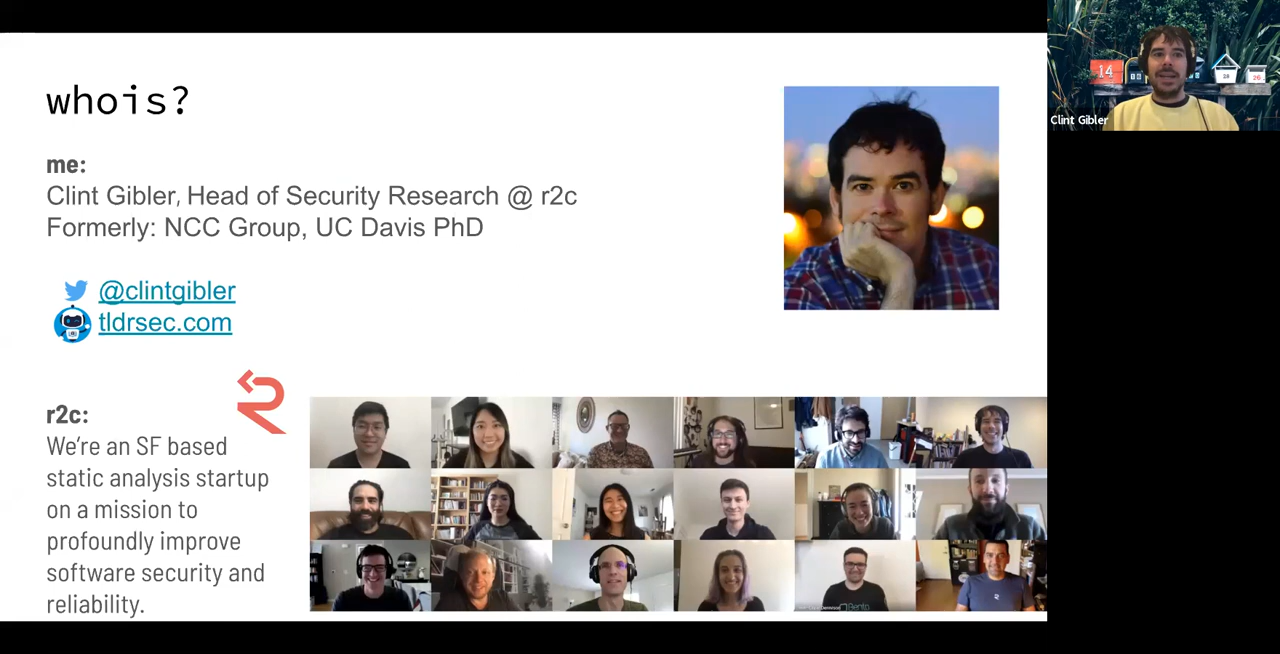 whois?
me:
Clint Gibler, Head of Security Research @ r2c
Formerly: NCC Group, UC Davis PhD
@clintgibler
tldrsec.com
r2c:
We're an SF based
static analysis startup
on a mission to
profoundly improve
software security and
reliability.
Bento
14
26
Clint Gibler